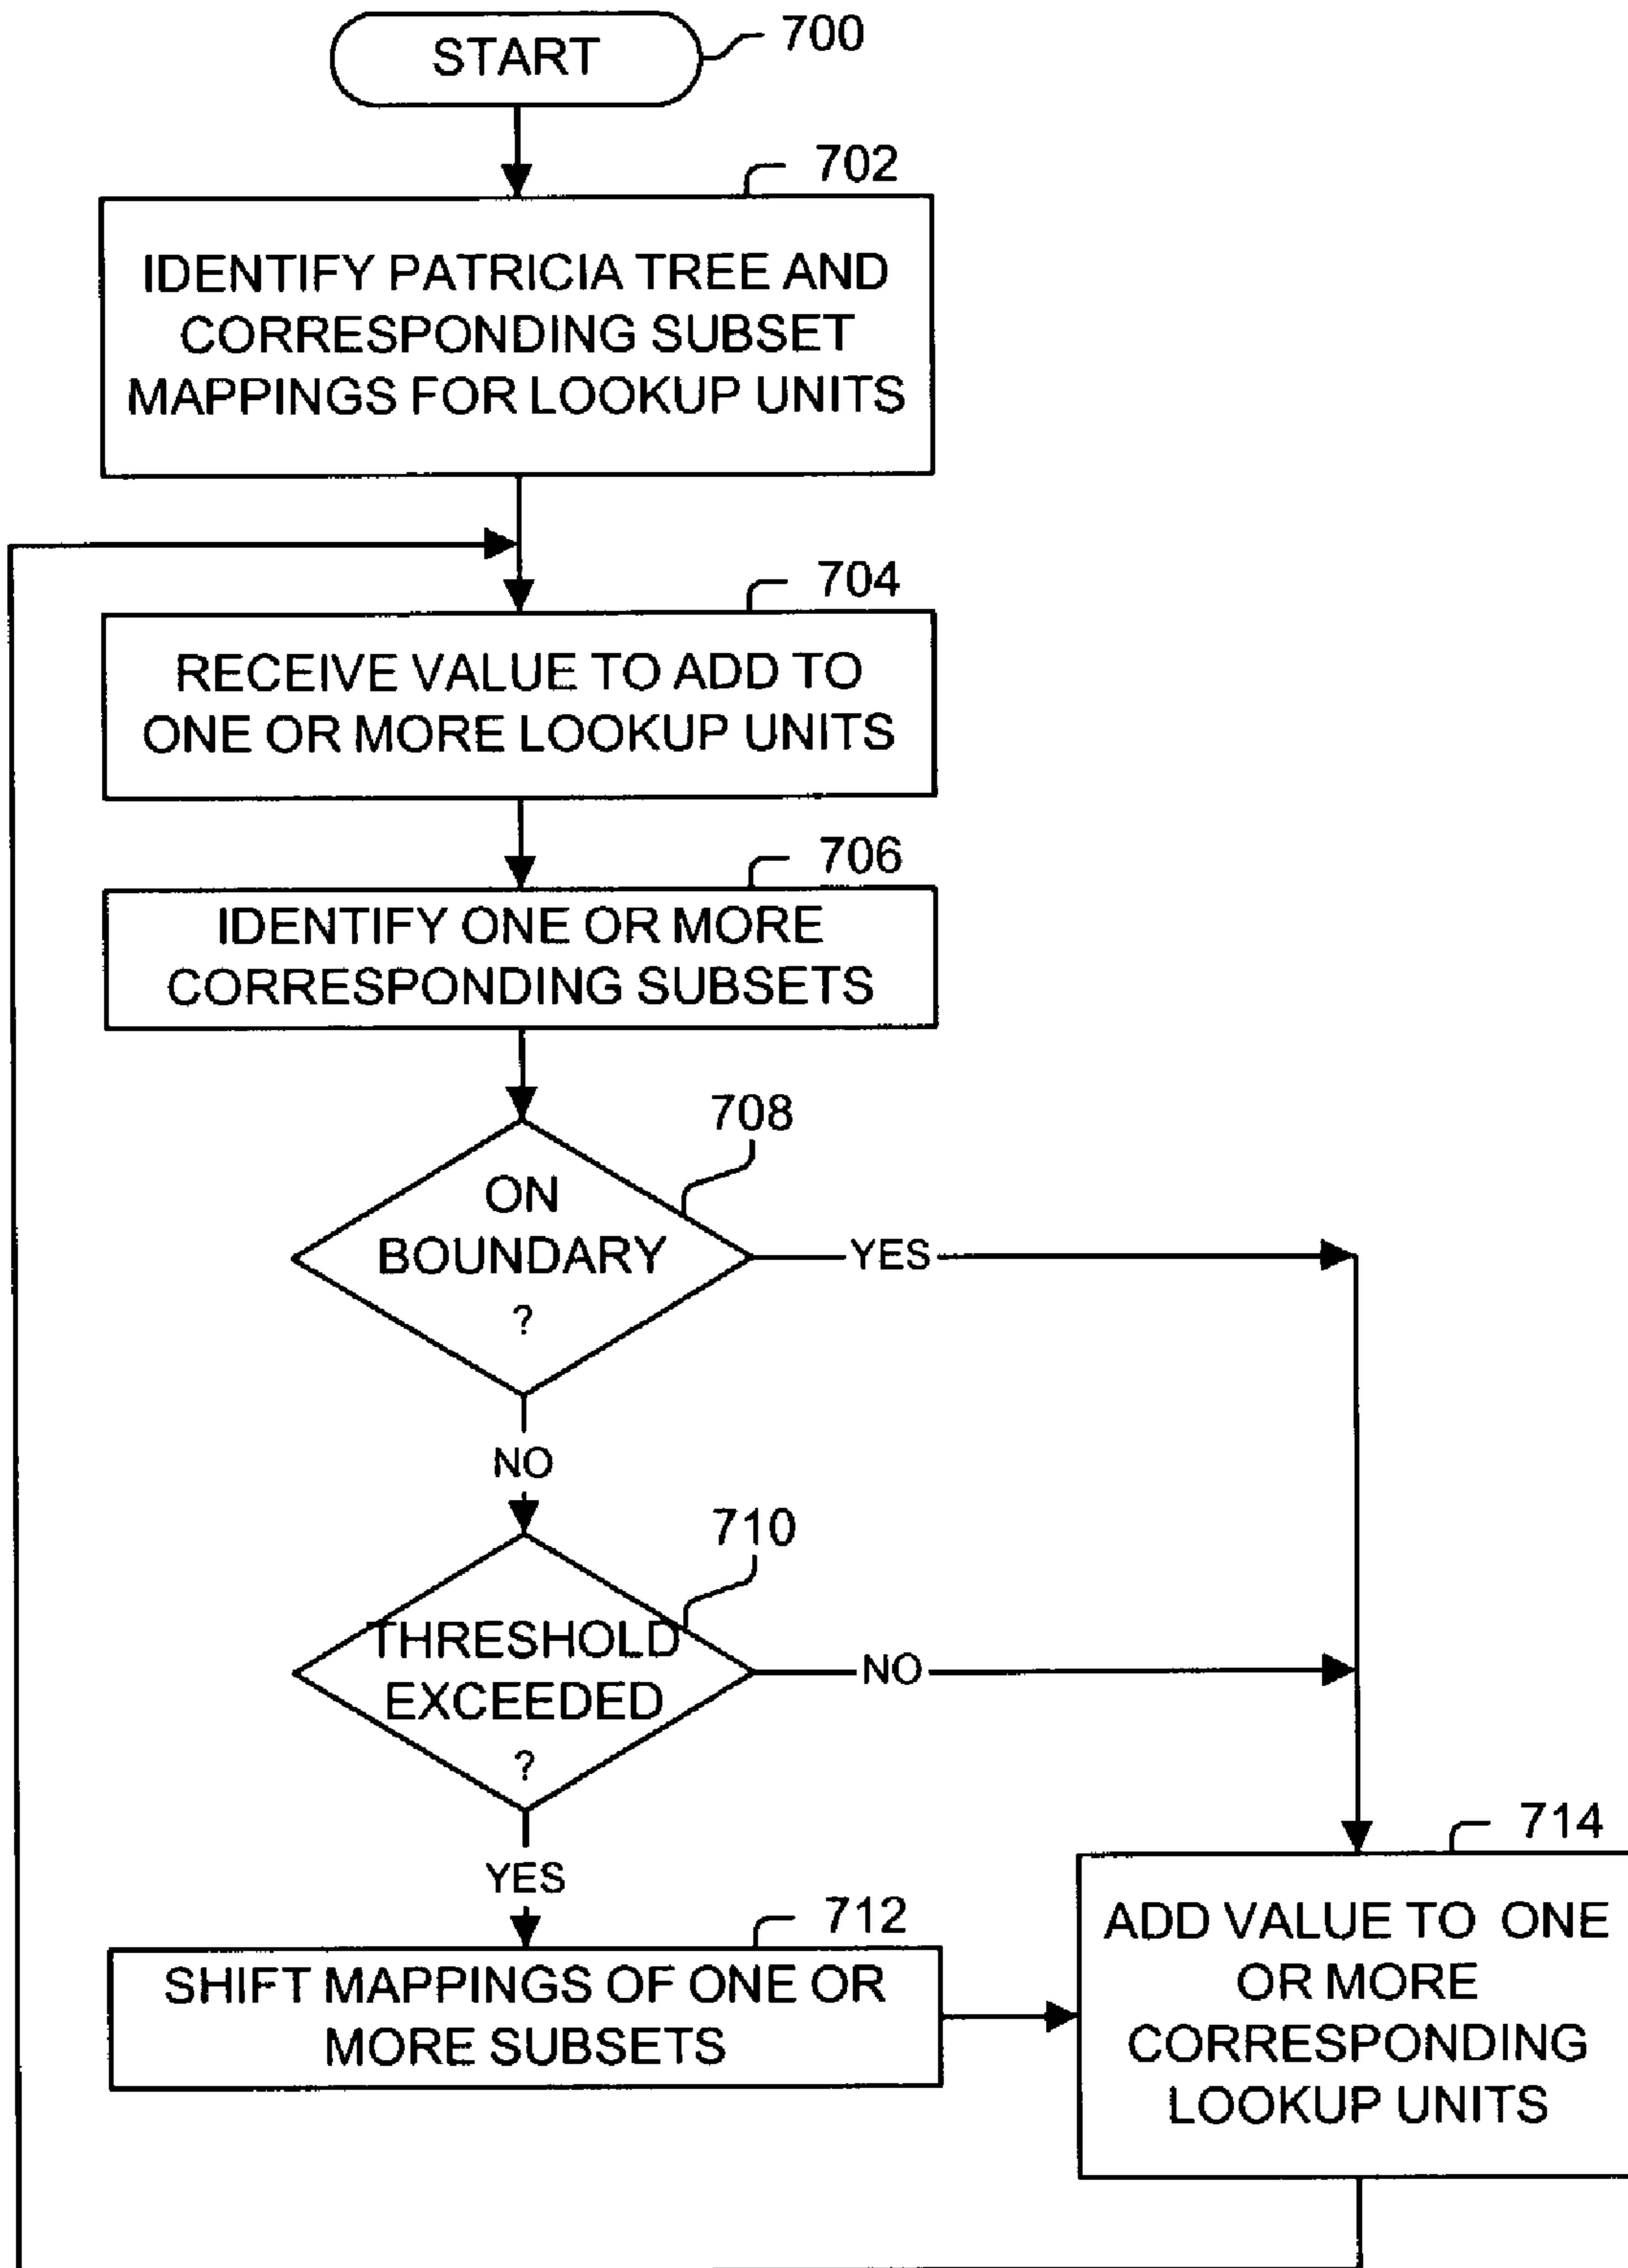 START
700
702
IDENTIFY PATRICIA TREE AND
CORRESPONDING SUBSET
MAPPINGS FOR LOOKUP UNITS
704
RECEIVE VALUE TO ADD TO
ONE OR MORE LOOKUP UNITS
706
IDENTIFY ONE OR MORE
CORRESPONDING SUBSETS
708
ON
BOUNDARY
?
YES
NO
710
THRESHOLD
EXCEEDED
?
NO
YES
712
SHIFT MAPPINGS OF ONE OR
MORE SUBSETS
714
ADD VALUE TO ONE
OR MORE
CORRESPONDING
LOOKUP UNITS